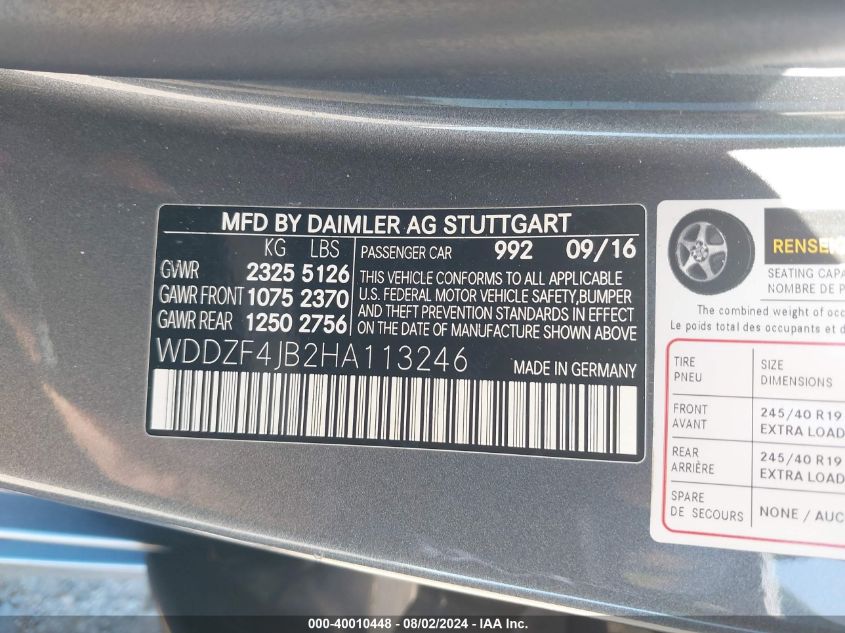 MFD BY DAIMLER AG STUTTGART
KG LBS
GVWR 2325 5126
GAWR FRONT 1075 2370
GAWR REAR 1250 2756
PASSENGER CAR 992 09/16
THIS VEHICLE CONFORMS TO ALL APPLICABLE
U.S. FEDERAL MOTOR VEHICLE SAFETY,BUMPER
AND THEFT PREVENTION STANDARDS IN EFFECT
ON THE DATE OF MANUFACTURE SHOWN ABOVE
WDDZF4JB2HA113246 MADE IN GERMANY
SEATING
NOMBRE DE
The combined weight of
Le poids total des occupants et
TIRE
PNEU
SIZE
DIMENSIONS
FRONT
AVANT
245/40 R19
EXTRA LOAD
REAR
ARRIÈRE
245/40 R19
EXTRA LOAD
SPARE
DE SECOURS
NONE /
000-40010448 - 08/02/2024 - IAA Inc.